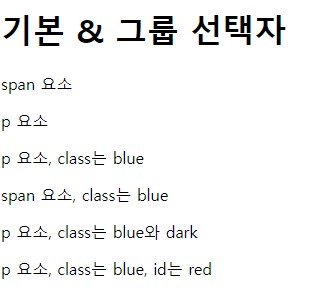 기본 & 그룹 선택자
span 요소
p 요소
p 요소, class는 blue
span 요소, class는 blue
p 요소, class는 blue와 dark
p 요소, class는 blue, id는 red